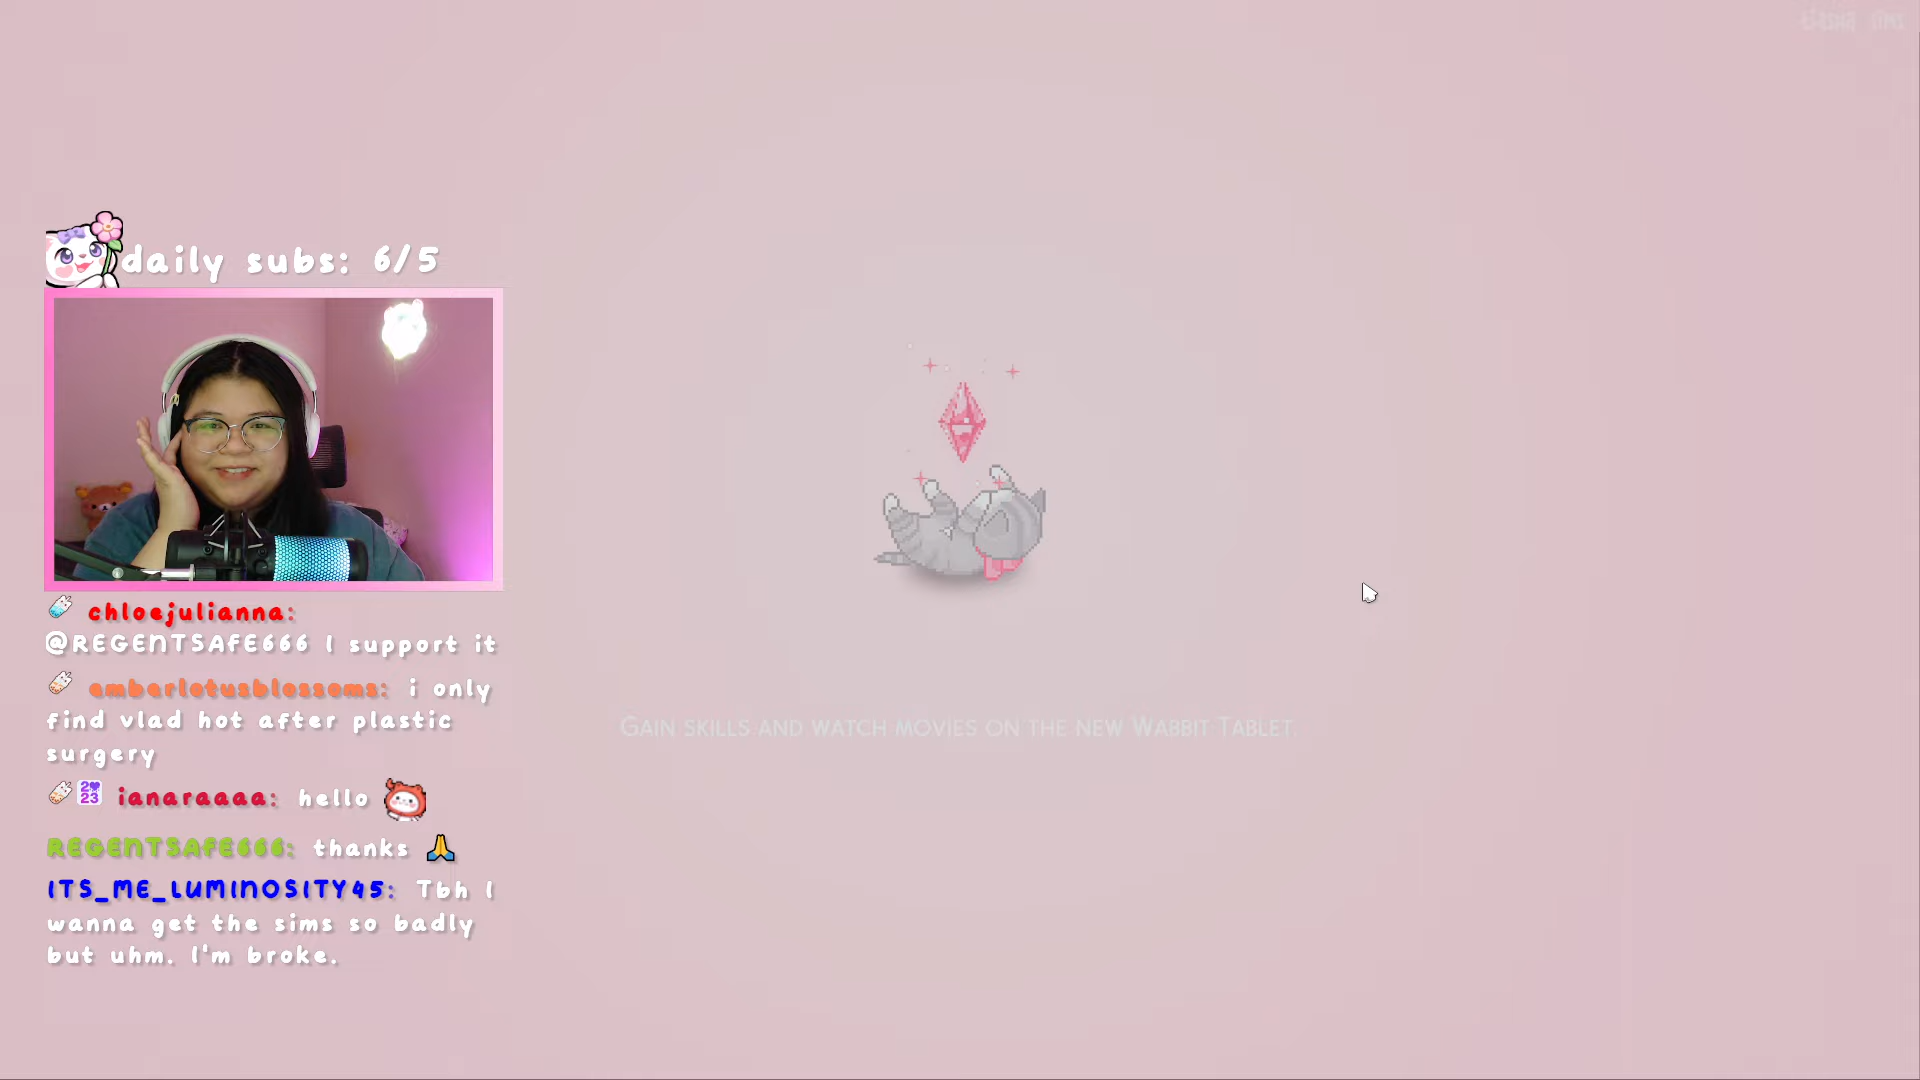 daily subs: 6/5
chloejulianna:
@REGENTSAFE666 I support it
amberlotusblossoms: i only
find vlad hot after plastic
surgery
ianaraaaa: hello
REGENTSAFE666: thanks
ITS_ME_LUMINOSITY45: Tbh I
wanna get the sims so badly
but uhm. I'm broke.
GAIN SKILLS AND WATCH MOVIES ON THE NEW WABBIT TABLET.